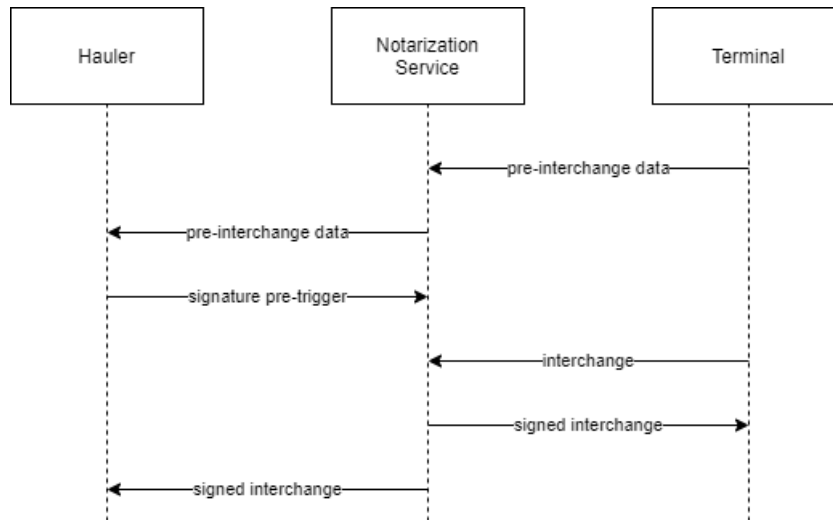 Hauler
Notarization
Service
Terminal
pre-interchange data
pre-interchange data
signature pre-trigger
interchange
signed interchange
signed interchange